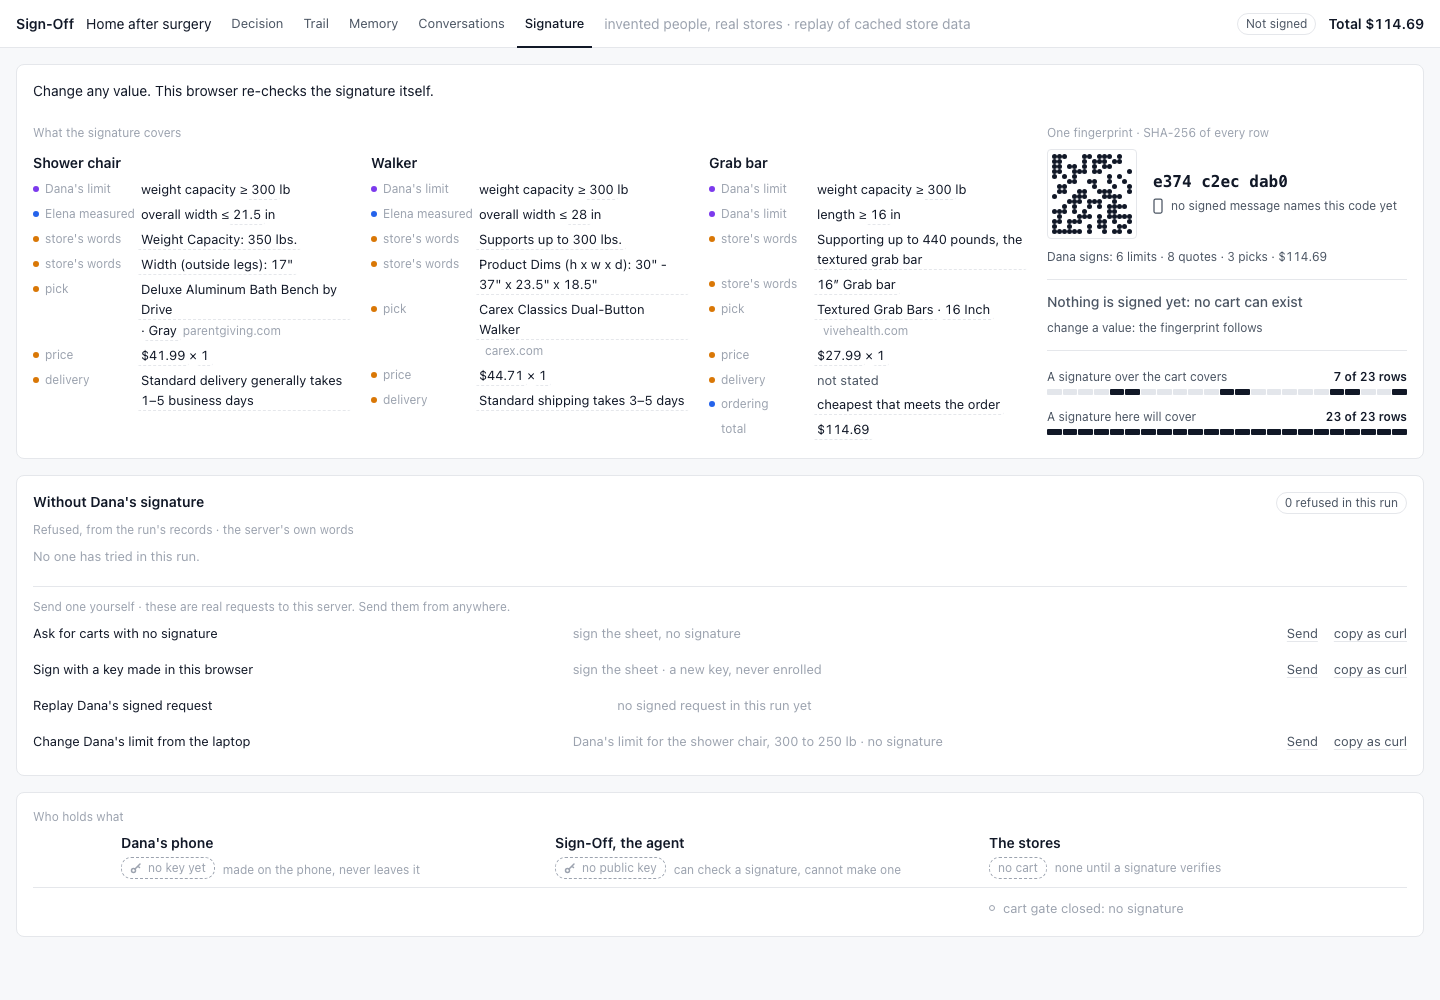 Sign-Off Home after surgery Decision Trail Memory Conversations Signature invented people, real stores · replay of cached store data Not signed Total $114.69
Change any value. This browser re-checks the signature itself.
What the signature covers
Shower chair
Dana's limit weight capacity ≥ 300 lb
Elena measured overall width ≤ 21.5 in
store's words Weight Capacity: 350 lbs.
store's words Width (outside legs): 17"
pick Deluxe Aluminum Bath Bench by
Drive
· Gray parentgiving.com
price $41.99 × 1
delivery Standard delivery generally takes
1–5 business days
Walker
Dana's limit weight capacity ≥ 300 lb
Elena measured overall width ≤ 28 in
store's words Supports up to 300 lbs.
store's words Product Dims (h x w x d): 30" -
37" x 23.5" x 18.5"
pick Carex Classics Dual-Button
Walker
carex.com
price $44.71 × 1
delivery Standard shipping takes 3–5 days
Grab bar
Dana's limit weight capacity ≥ 300 lb
Dana's limit length ≥ 16 in
store's words Supporting up to 440 pounds, the
textured grab bar
store's words 16″ Grab bar
pick Textured Grab Bars · 16 Inch
vivehealth.com
price $27.99 × 1
delivery not stated
ordering cheapest that meets the order
total $114.69
One fingerprint · SHA-256 of every row
e374 c2ec dab0
no signed message names this code yet
Dana signs: 6 limits · 8 quotes · 3 picks · $114.69
Nothing is signed yet: no cart can exist
change a value: the fingerprint follows
A signature over the cart covers 7 of 23 rows
A signature here will cover 23 of 23 rows
Without Dana's signature 0 refused in this run
Refused, from the run's records · the server's own words
No one has tried in this run.
Send one yourself · these are real requests to this server. Send them from anywhere.
Ask for carts with no signature sign the sheet, no signature Send copy as curl
Sign with a key made in this browser sign the sheet · a new key, never enrolled Send copy as curl
Replay Dana's signed request no signed request in this run yet
Change Dana's limit from the laptop Dana's limit for the shower chair, 300 to 250 lb · no signature Send copy as curl
Who holds what
Dana's phone Sign-Off, the agent The stores
no key yet made on the phone, never leaves it no public key can check a signature, cannot make one no cart none until a signature verifies
cart gate closed: no signature